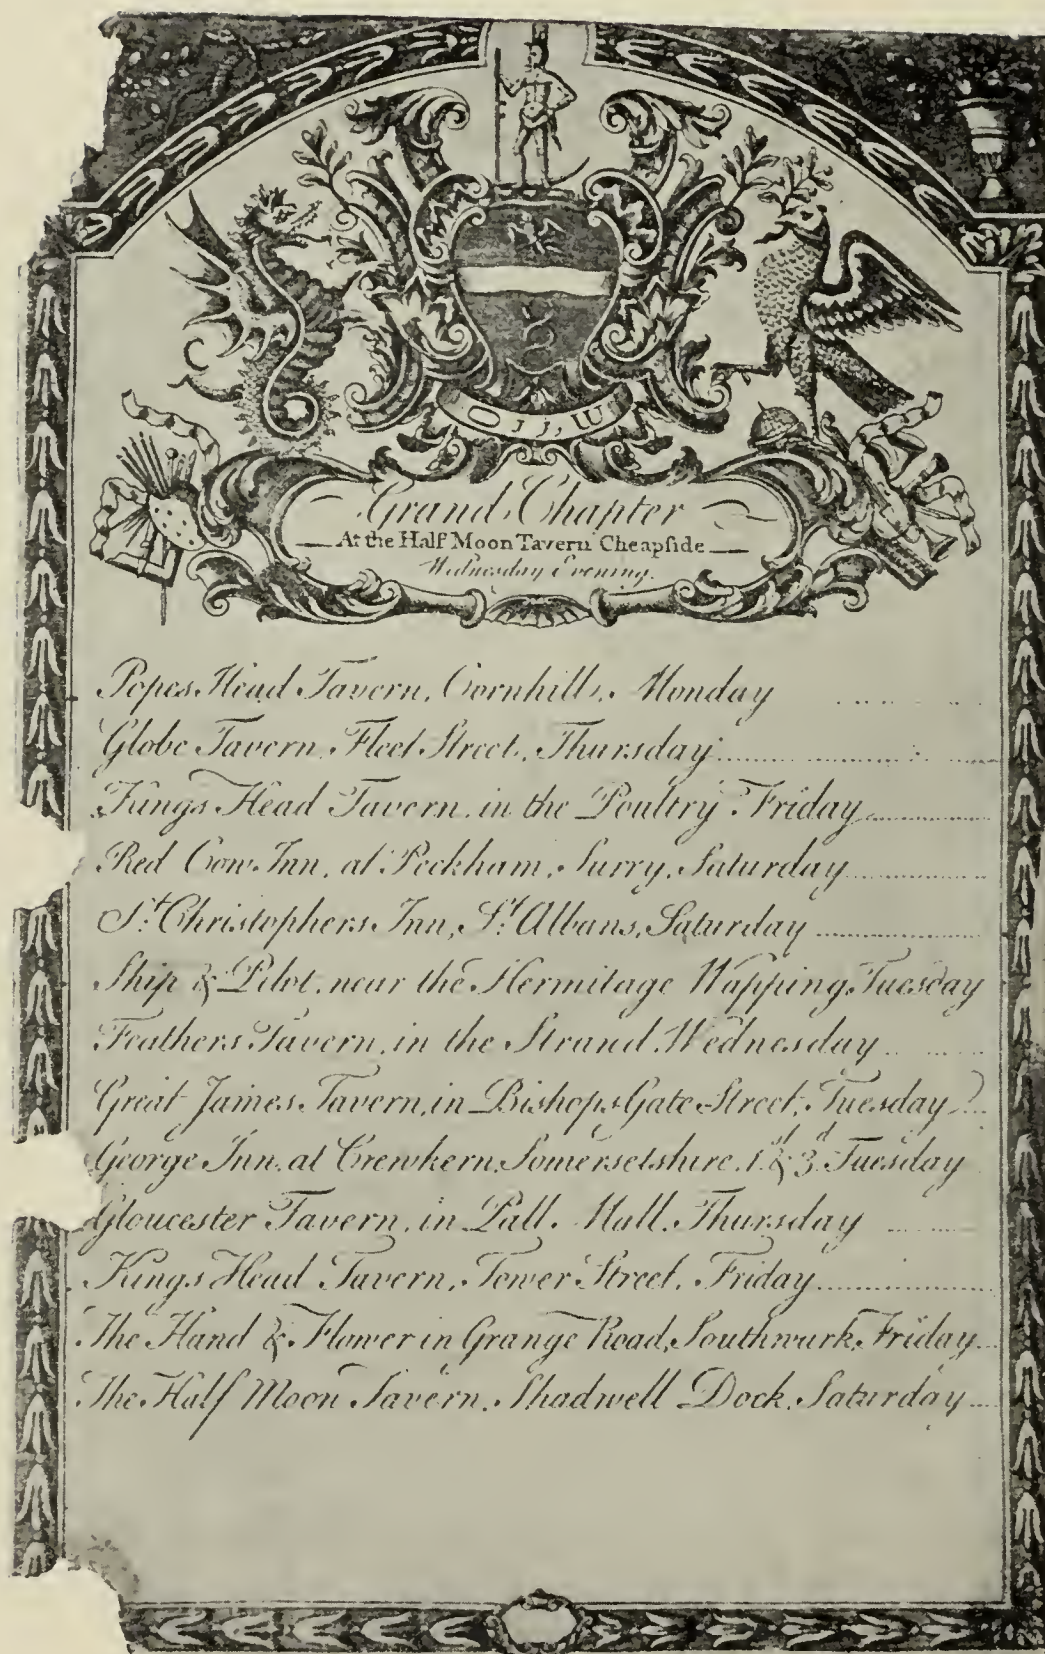 Grand Chapter
At the Half Moon Tavern Cheapſide
Wednesday Evening.
Popes Head Tavern, Cornhill, Monday
Globe Tavern Fleet Street, Thursday
Kings Head Tavern, in the Poultry Friday
Red Cow Inn, at Peckham, Surry, Saturday
St. Christophers Inn, St. Albans, Saturday
Ship & Pilot, near the Hermitage Wapping, Tuesday
Feathers Tavern, in the Strand, Wednesday
Great James Tavern, in Bishops Gate Street, Tuesday
George Inn, at Crewkern, Somersetshire, 1st & 3d Tuesday
Gloucester Tavern, in Pall Mall, Thursday
Kings Head Tavern, Tower Street, Friday
The Hand & Flower in Grange Road, Southwark, Friday
The Half Moon Tavern, Shadwell Dock, Saturday